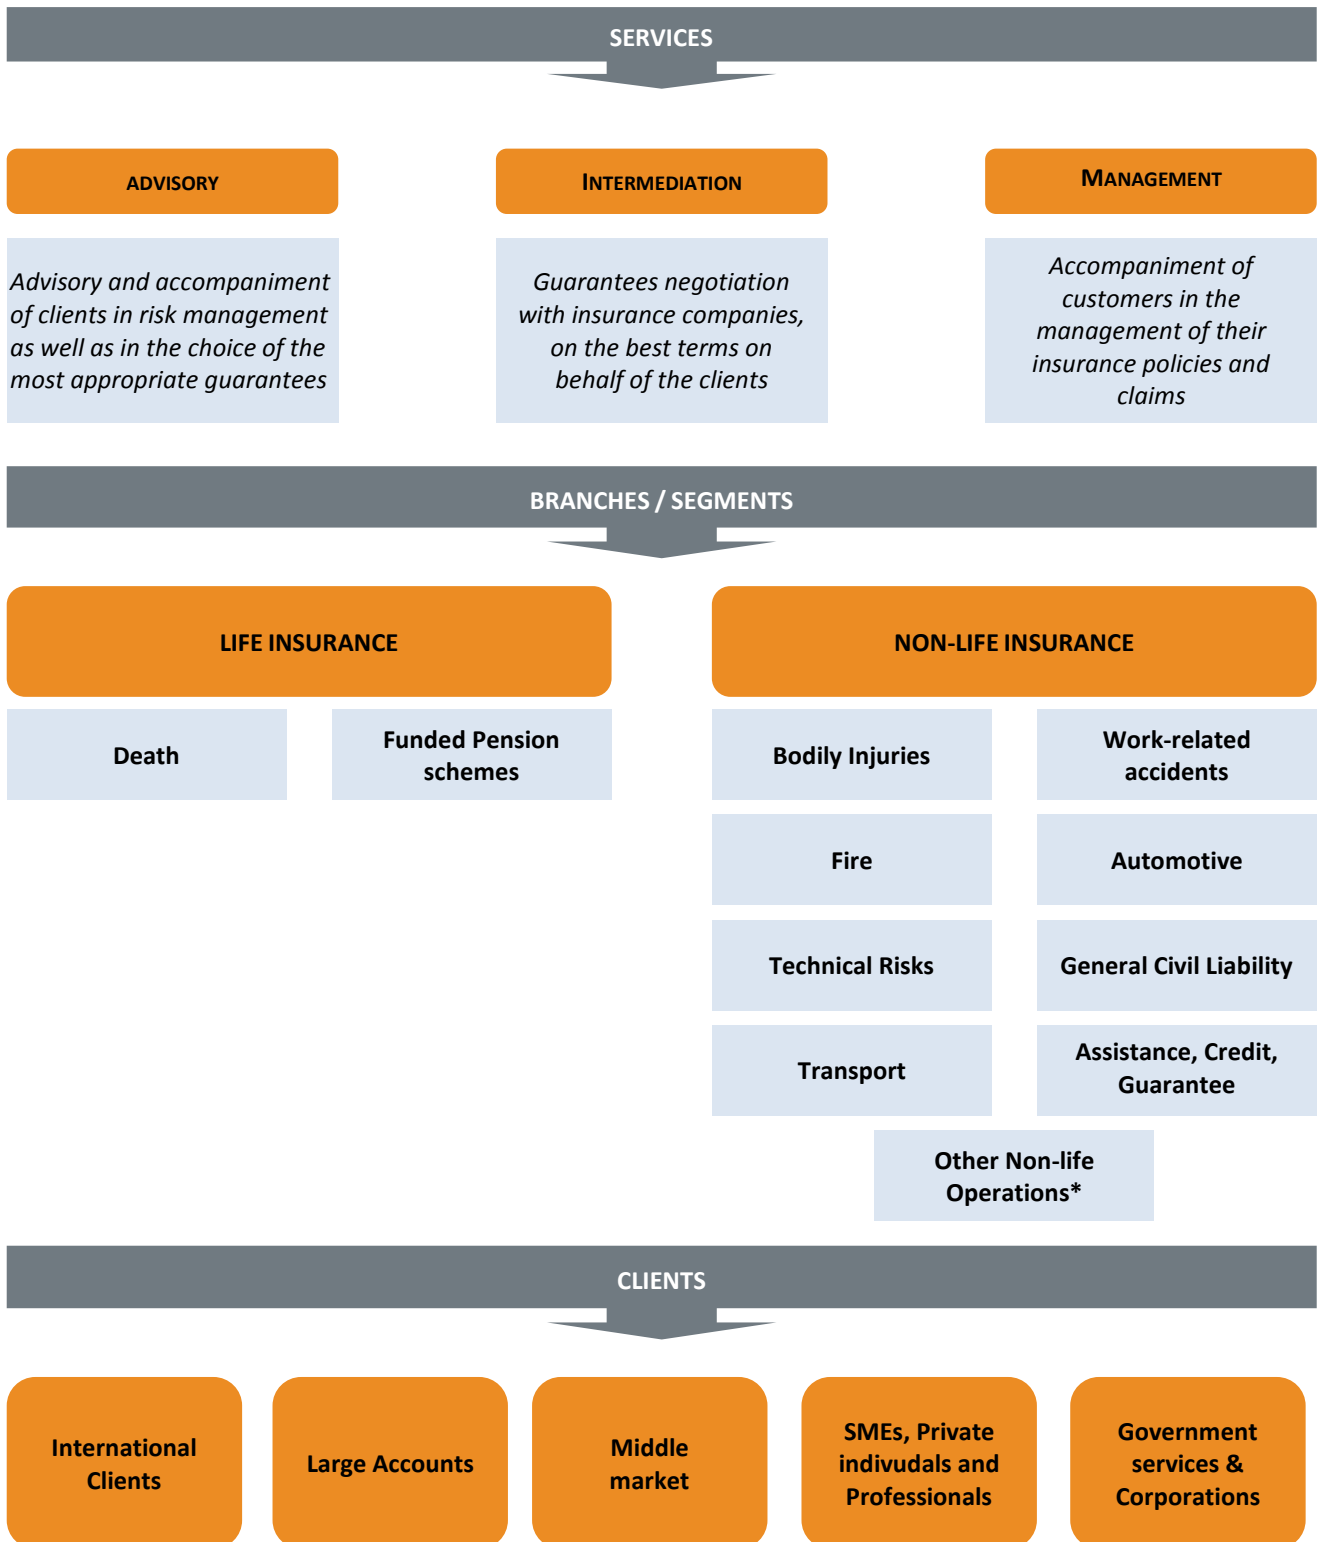 SERVICES
ADVISORY
INTERMEDIATION
MANAGEMENT
Advisory and accompaniment
of clients in risk management
as well as in the choice of the
most appropriate guarantees
Guarantees negotiation
with insurance companies,
on the best terms on
behalf of the clients
Accompaniment of
customers in the
management of their
insurance policies and
claims
BRANCHES / SEGMENTS
LIFE INSURANCE
NON-LIFE INSURANCE
Death
Funded Pension
schemes
Bodily Injuries
Work-related
accidents
Fire
Automotive
Technical Risks
General Civil Liability
Transport
Assistance, Credit,
Guarantee
Other Non-life
Operations*
CLIENTS
International
Clients
Large Accounts
Middle
market
SMEs, Private
indivudals and
Professionals
Government
services &
Corporations